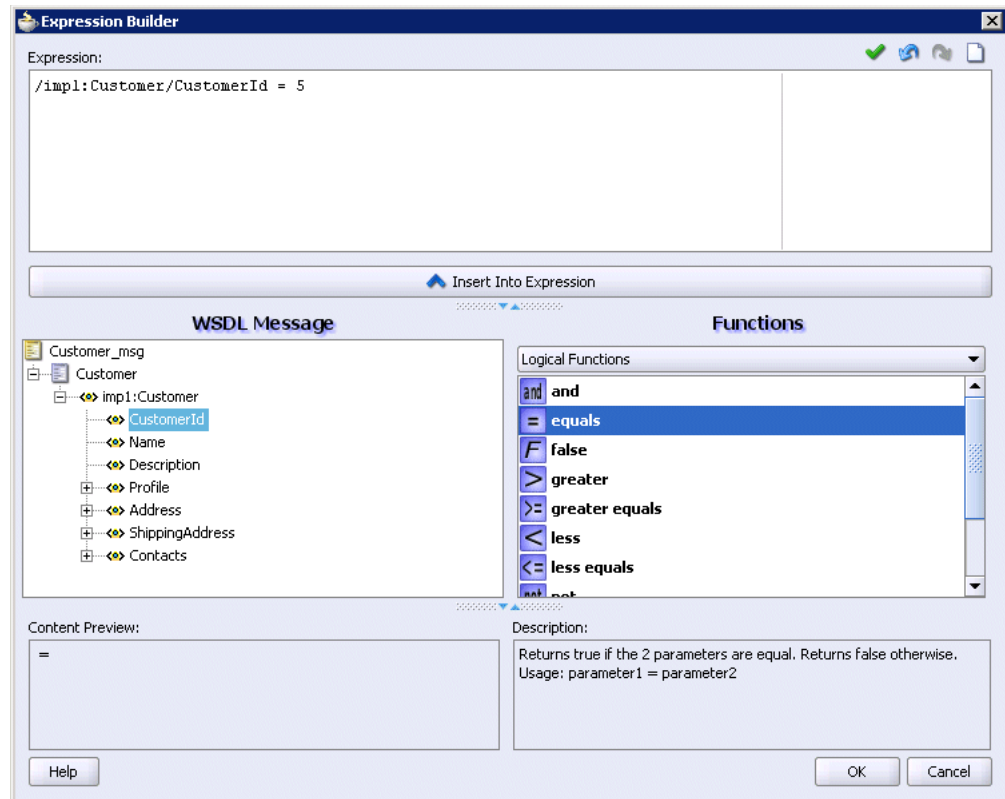 Expression Builder
Expression:
/imp1:Customer/CustomerId = 5
Insert Into Expression
WSDL Message
Functions
Customer_msg
Customer
imp1:Customer
CustomerId
Name
Description
Profile
Address
ShippingAddress
Contacts
Logical Functions
and and
= equals
F false
> greater
>= greater equals
< less
<= less equals
not not
Content Preview:
=
Description:
Returns true if the 2 parameters are equal. Returns false otherwise.
Usage: parameter1 = parameter2
Help
OK
Cancel